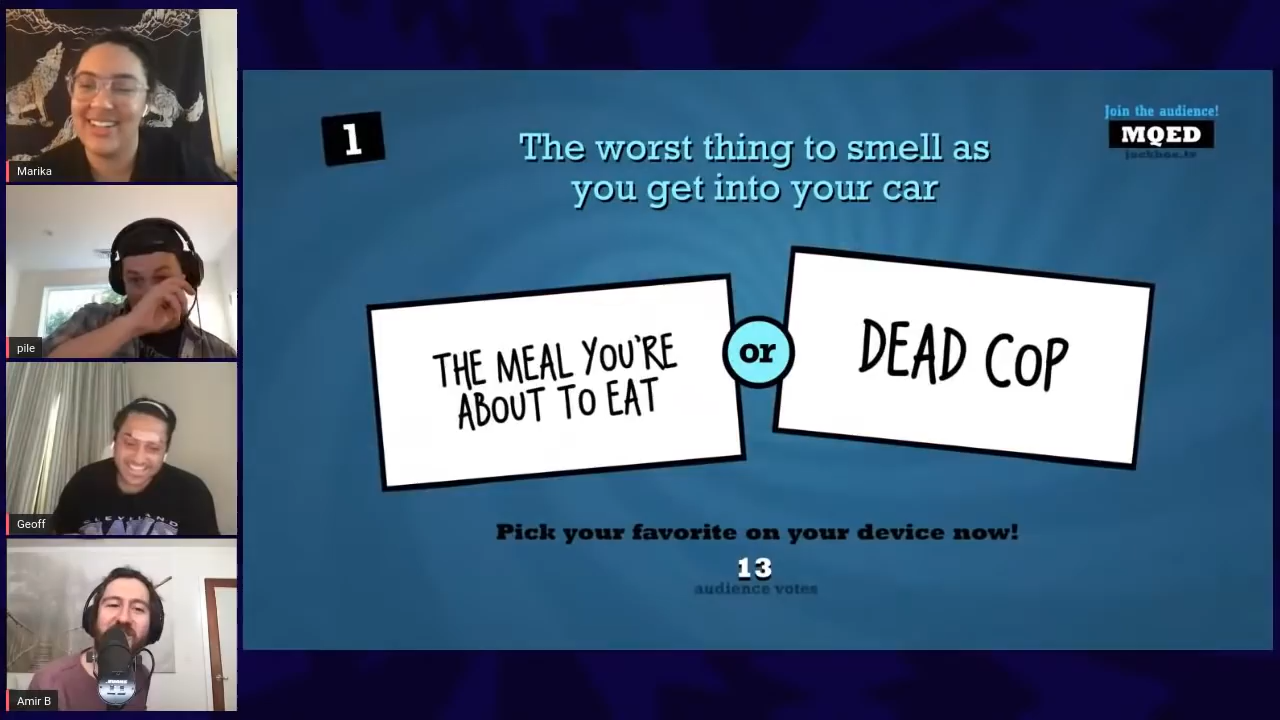 Marika
pile
Geoff
CLEVELAND
Amir B
1
The worst thing to smell as
you get into your car
Join the audience!
MQED
jackbox.tv
THE MEAL YOU'RE
ABOUT TO EAT
or
DEAD COP
Pick your favorite on your device now!
13
audience votes